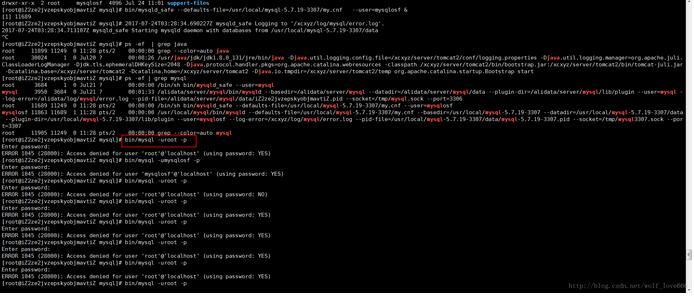 drwxr-xr-x  2 root     mysqlosf  4096 Jul 24 11:01 support-files
[root@iZ2ze2jvzepskyobjmavtiZ mysql]# bin/mysqld_safe --defaults-file=/usr/local/mysql-5.7.19-3307/my.cnf   --user=mysqlosf &
[1] 11689
[root@iZ2ze2jvzepskyobjmavtiZ mysql]# 2017-07-24T03:28:34.690227Z mysqld_safe Logging to '/xcxyz/log/mysql/error.log'.
2017-07-24T03:28:34.713107Z mysqld_safe Starting mysqld daemon with databases from /usr/local/mysql-5.7.19-3307/data
^C
[root@iZ2ze2jvzepskyobjmavtiZ mysql]# ps -ef | grep java
root     11899 11249  0 11:28 pts/2    00:00:00 grep --color=auto java
root     30024     1  0 Jul20 ?        00:08:26 /usr/java/jdk/jdk1.8.0_131/jre/bin/java -Djava.util.logging.config.file=/xcxyz/server/tomcat2/conf/logging.properties -Djava.util.logging.manager=org.apache.juli.
ClassLoaderLogManager -Djdk.tls.ephemeralDHKeySize=2048 -Djava.protocol.handler.pkgs=org.apache.catalina.webresources -classpath /xcxyz/server/tomcat2/bin/bootstrap.jar:/xcxyz/server/tomcat2/bin/tomcat-juli.jar
-Dcatalina.base=/xcxyz/server/tomcat2 -Dcatalina.home=/xcxyz/server/tomcat2 -Djava.io.tmpdir=/xcxyz/server/tomcat2/temp org.apache.catalina.startup.Bootstrap start
[root@iZ2ze2jvzepskyobjmavtiZ mysql]# ps -ef | grep mysql
root      3684     1  0 Jul20 ?        00:00:00 /bin/sh mysqld_safe --user=mysql
mysql     3950  3684  0 Jul20 ?        00:01:33 /alidata/server/mysql/bin/mysqld --basedir=/alidata/server/mysql --datadir=/alidata/server/mysql/data --plugin-dir=/alidata/server/mysql/lib/plugin --user=mysql -
-log-error=/alidata/log/mysql/error.log --pid-file=/alidata/server/mysql/data/iZ2ze2jvzepskyobjmavtiZ.pid --socket=/tmp/mysql.sock --port=3306
root     11689 11249  0 11:28 pts/2    00:00:00 /bin/sh bin/mysqld_safe --defaults-file=/usr/local/mysql-5.7.19-3307/my.cnf --user=mysqlosf
mysqlosf 11863 11689  1 11:28 pts/2    00:00:00 /usr/local/mysql-5.7.19-3307/bin/mysqld --defaults-file=/usr/local/mysql-5.7.19-3307/my.cnf --basedir=/usr/local/mysql-5.7.19-3307 --datadir=/usr/local/mysql-5.7.19-3307/data
--plugin-dir=/usr/local/mysql-5.7.19-3307/lib/plugin --user=mysqlosf --log-error=/xcxyz/log/mysql/error.log --pid-file=/usr/local/mysql-5.7.19-3307/data/mysql-5.7.19-3307.pid --socket=/tmp/mysql3307.sock --por
t=3307
root     11905 11249  0 11:28 pts/2    00:00:00 grep --color=auto mysql
[root@iZ2ze2jvzepskyobjmavtiZ mysql]# bin/mysql -uroot -p
Enter password:
ERROR 1045 (28000): Access denied for user 'root'@'localhost' (using password: YES)
[root@iZ2ze2jvzepskyobjmavtiZ mysql]# bin/mysql -umysqlosf -p
Enter password:
ERROR 1045 (28000): Access denied for user 'mysqlosf'@'localhost' (using password: YES)
[root@iZ2ze2jvzepskyobjmavtiZ mysql]# bin/mysql -uroot -p
Enter password:
ERROR 1045 (28000): Access denied for user 'root'@'localhost' (using password: NO)
[root@iZ2ze2jvzepskyobjmavtiZ mysql]# bin/mysql -uroot -p
Enter password:
ERROR 1045 (28000): Access denied for user 'root'@'localhost' (using password: YES)
[root@iZ2ze2jvzepskyobjmavtiZ mysql]# bin/mysql -uroot -p
Enter password:
ERROR 1045 (28000): Access denied for user 'root'@'localhost' (using password: YES)
[root@iZ2ze2jvzepskyobjmavtiZ mysql]# bin/mysql -uroot -p
Enter password:
ERROR 1045 (28000): Access denied for user 'root'@'localhost' (using password: YES)
[root@iZ2ze2jvzepskyobjmavtiZ mysql]# bin/mysql -uroot -p
Enter password:
ERROR 1045 (28000): Access denied for user 'root'@'localhost' (using password: YES)
[root@iZ2ze2jvzepskyobjmavtiZ mysql]# bin/mysql -uroot -p
http://blog.csdn.net/wolf_love666